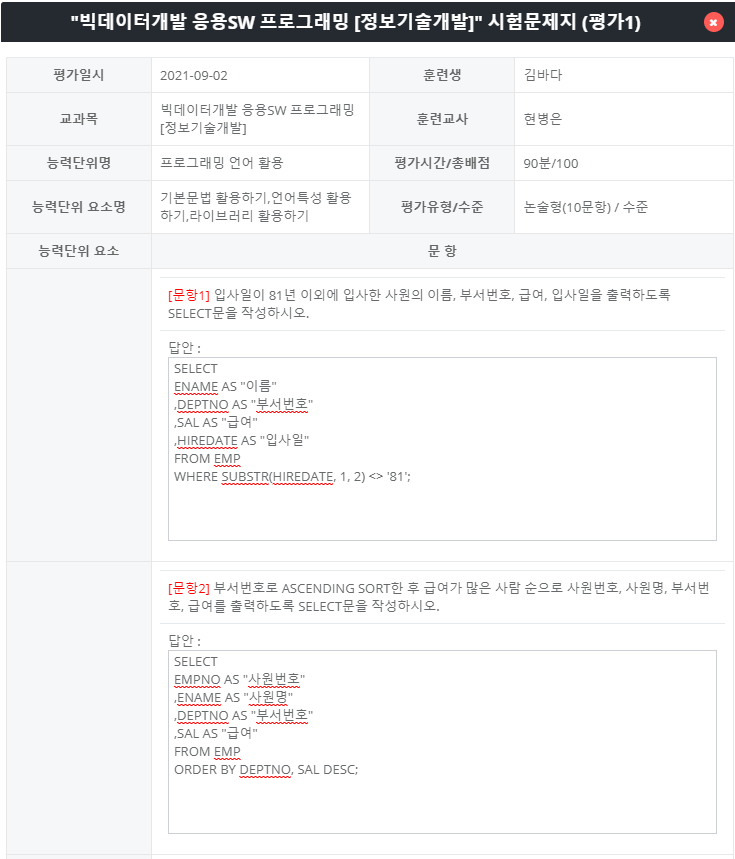 "빅데이터개발 응용SW 프로그래밍 [정보기술개발]" 시험문제지 (평가1)
평가일시 2021-09-02 훈련생 김바다
교과목 빅데이터개발 응용SW 프로그래밍 [정보기술개발] 훈련교사 현병은
능력단위명 프로그래밍 언어 활용 평가시간/총배점 90분/100
능력단위 요소명 기본문법 활용하기,언어특성 활용하기,라이브러리 활용하기 평가유형/수준 논술형(10문항) / 수준
능력단위 요소 문 항
[문항1] 입사일이 81년 이외에 입사한 사원의 이름, 부서번호, 급여, 입사일을 출력하도록
SELECT문을 작성하시오.
답안 :
SELECT
ENAME AS "이름"
,DEPTNO AS "부서번호"
,SAL AS "급여"
,HIREDATE AS "입사일"
FROM EMP
WHERE SUBSTR(HIREDATE, 1, 2) <> '81';
[문항2] 부서번호로 ASCENDING SORT한 후 급여가 많은 사람 순으로 사원번호, 사원명, 부서번
호, 급여를 출력하도록 SELECT문을 작성하시오.
답안 :
SELECT
EMPNO AS "사원번호"
,ENAME AS "사원명"
,DEPTNO AS "부서번호"
,SAL AS "급여"
FROM EMP
ORDER BY DEPTNO, SAL DESC;